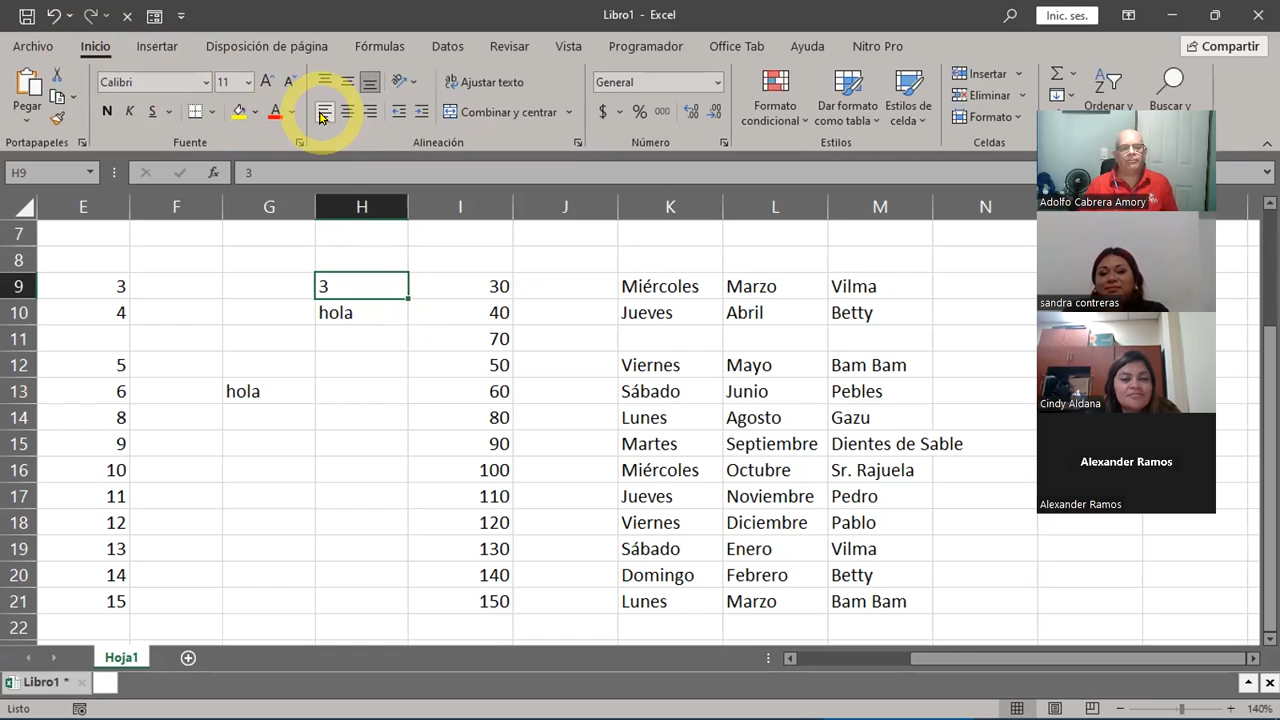 Libro1 - Excel
Inic. ses.
Archivo Inicio Insertar Disposición de página Fórmulas Datos Revisar Vista Programador Office Tab Ayuda Nitro Pro
Compartir
Pegar
Calibri 11
N K S
Ajustar texto
Combinar y centrar
General
$ % 000
Formato condicional
Dar formato como tabla
Estilos de celda
Insertar
Eliminar
Formato
Ordenar y
Buscar y
Portapapeles Fuente Alineación Número Estilos Celdas
H9 fx 3
E F G H I J K L M N
7
8
9 3 3 30 Miércoles Marzo Vilma
10 4 hola 40 Jueves Abril Betty
11 70
12 5 50 Viernes Mayo Bam Bam
13 6 hola 60 Sábado Junio Pebles
14 8 80 Lunes Agosto Gazu
15 9 90 Martes Septiembre Dientes de Sable
16 10 100 Miércoles Octubre Sr. Rajuela
17 11 110 Jueves Noviembre Pedro
18 12 120 Viernes Diciembre Pablo
19 13 130 Sábado Enero Vilma
20 14 140 Domingo Febrero Betty
21 15 150 Lunes Marzo Bam Bam
22
Adolfo Cabrera Amory
sandra contreras
Cindy Aldana
Alexander Ramos
Alexander Ramos
Hoja1
Libro1 *
Listo
140%